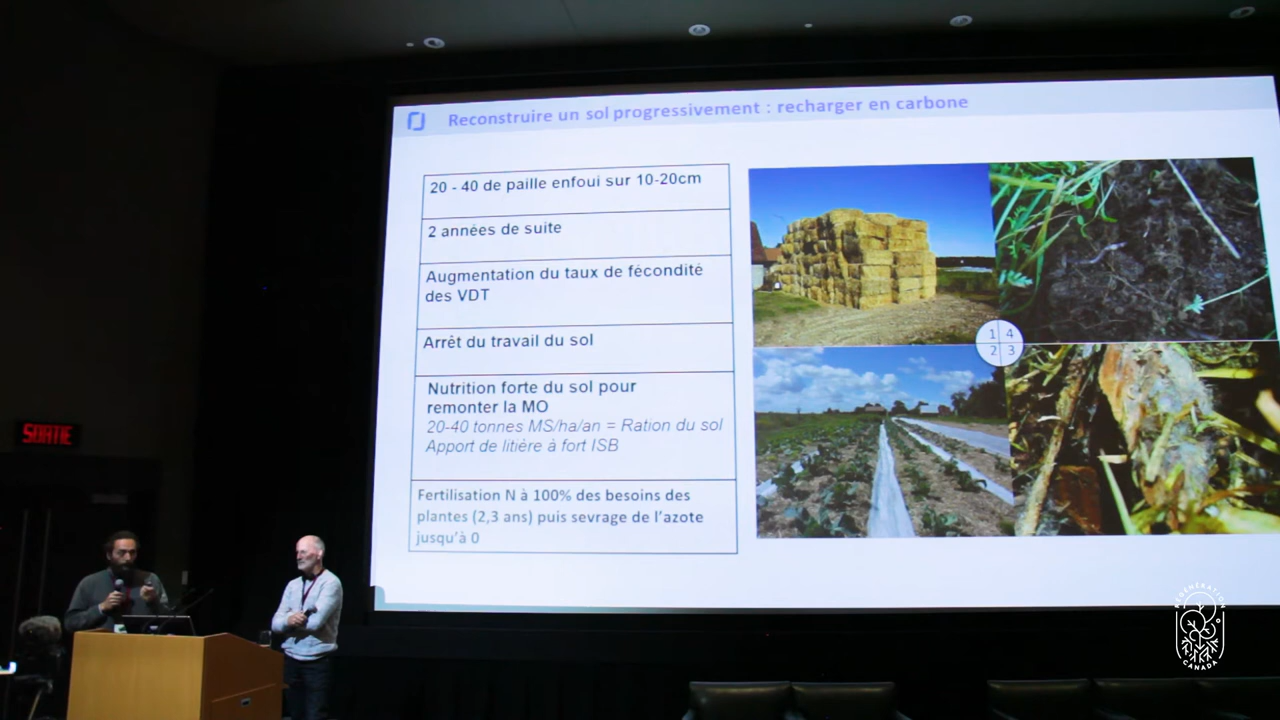 Reconstruire un sol progressivement : recharger en carbone
20 - 40 de paille enfoui sur 10-20cm
2 années de suite
Augmentation du taux de fécondité
des VDT
Arrêt du travail du sol
Nutrition forte du sol pour
remonter la MO
20-40 tonnes MS/ha/an = Ration du sol
Apport de litière à fort ISB
Fertilisation N à 100% des besoins des
plantes (2,3 ans) puis sevrage de l'azote
jusqu'à 0
1 4
2 3
SORTIE
RÉGÉNÉRATION
CANADA